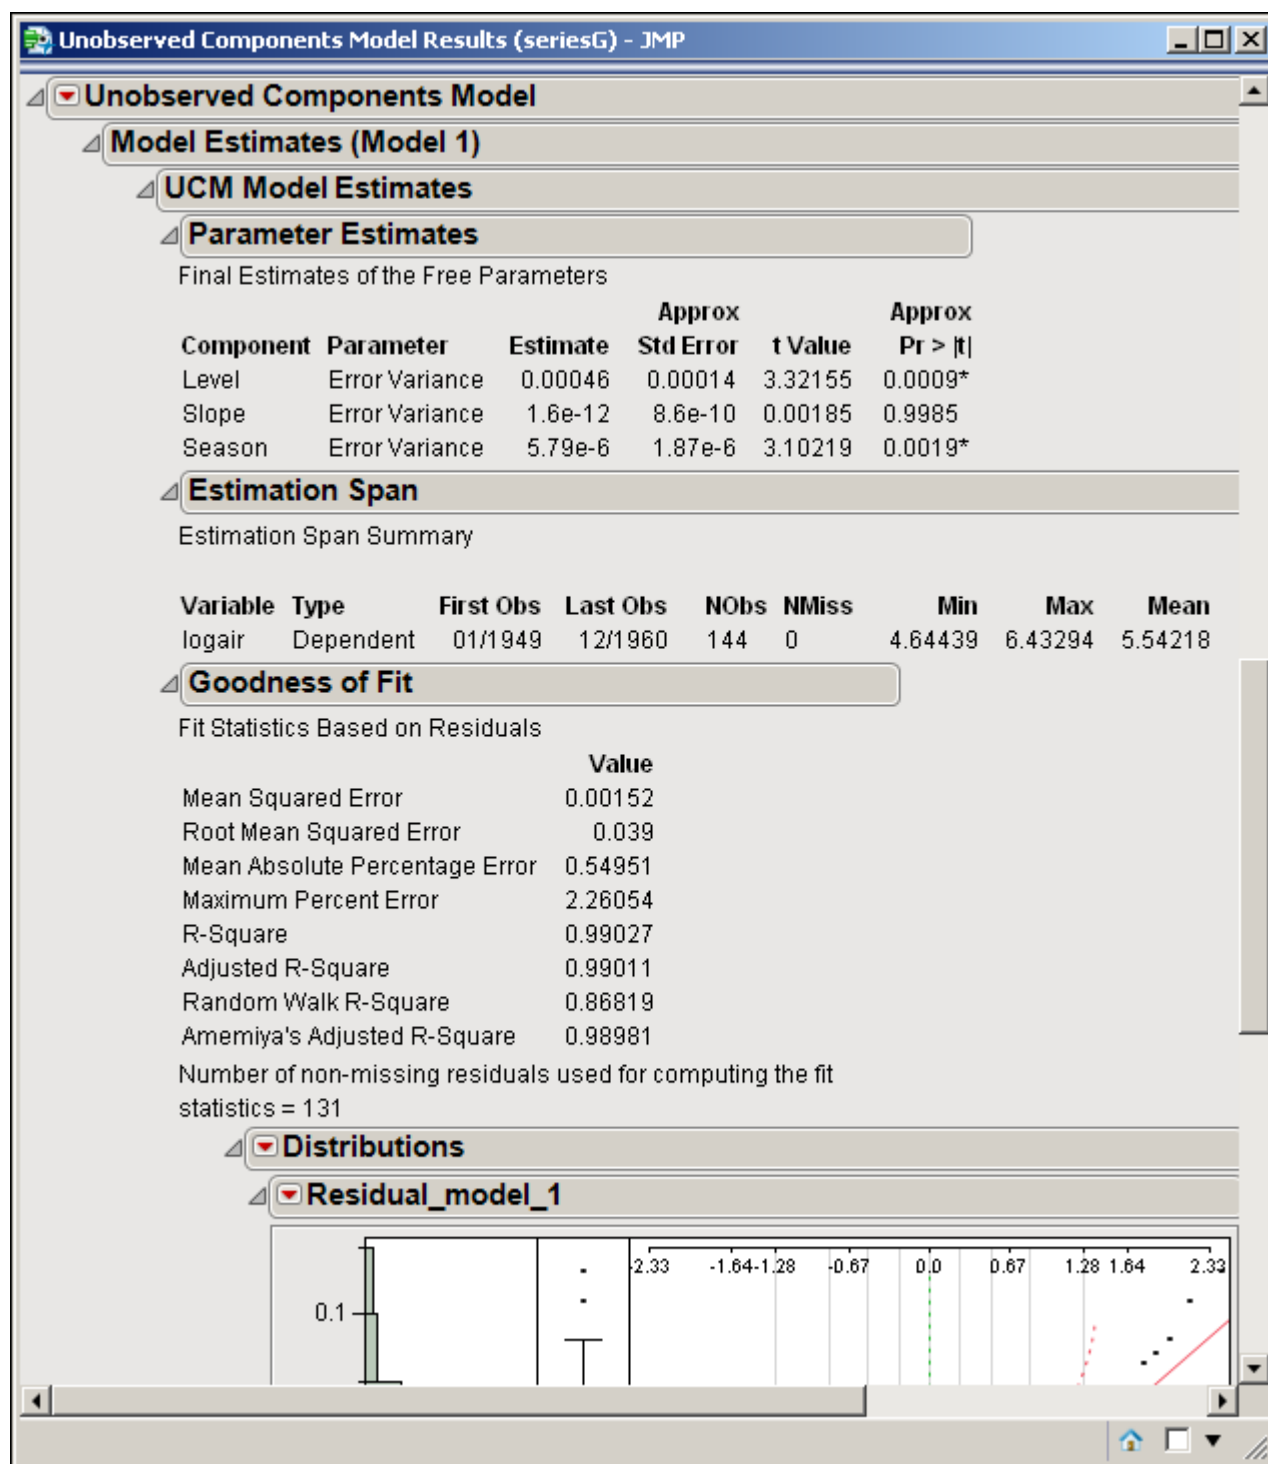 Unobserved Components Model Results (seriesG) - JMP
Unobserved Components Model
Model Estimates (Model 1)
UCM Model Estimates
Parameter Estimates
Final Estimates of the Free Parameters
Approx Approx
Component Parameter Estimate Std Error t Value Pr > |t|
Level Error Variance 0.00046 0.00014 3.32155 0.0009*
Slope Error Variance 1.6e-12 8.6e-10 0.00185 0.9985
Season Error Variance 5.79e-6 1.87e-6 3.10219 0.0019*
Estimation Span
Estimation Span Summary
Variable Type First Obs Last Obs NObs NMiss Min Max Mean
logair Dependent 01/1949 12/1960 144 0 4.64439 6.43294 5.54218
Goodness of Fit
Fit Statistics Based on Residuals
Value
Mean Squared Error 0.00152
Root Mean Squared Error 0.039
Mean Absolute Percentage Error 0.54951
Maximum Percent Error 2.26054
R-Square 0.99027
Adjusted R-Square 0.99011
Random Walk R-Square 0.86819
Amemiya's Adjusted R-Square 0.98981
Number of non-missing residuals used for computing the fit
statistics = 131
Distributions
Residual_model_1
-2.33 -1.64 -1.28 -0.67 0.0 0.67 1.28 1.64 2.33
0.1